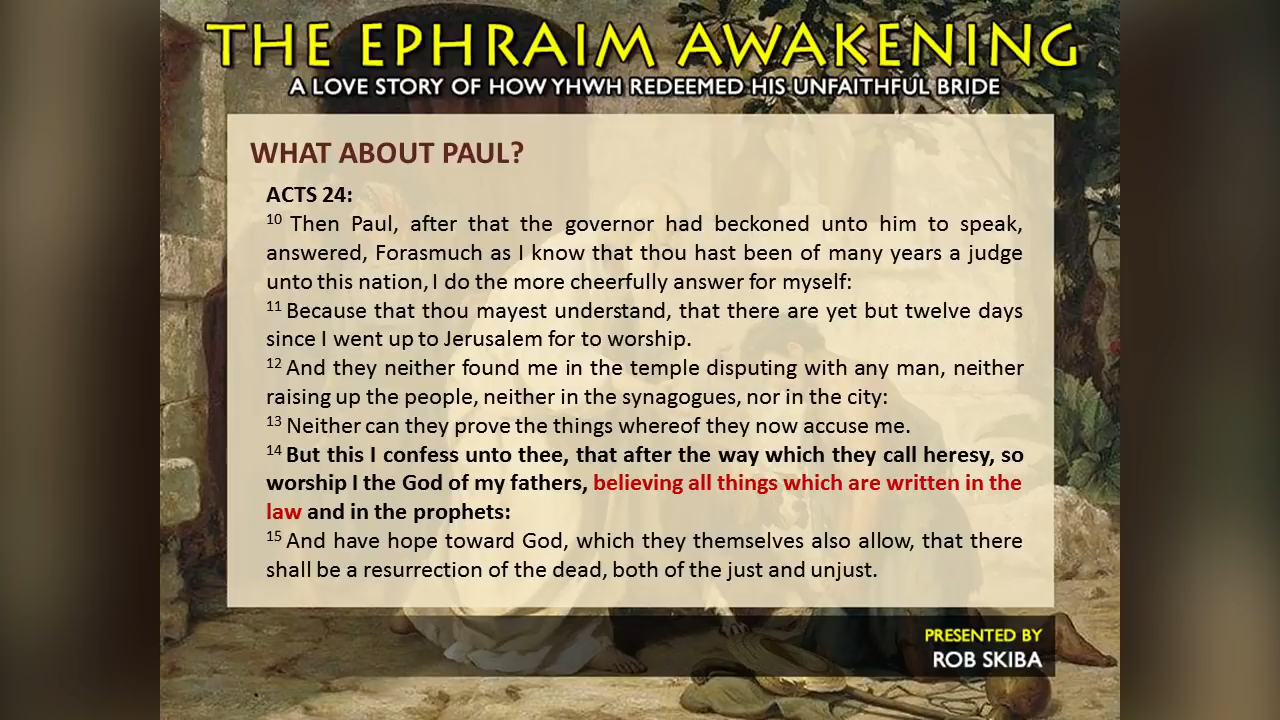 THE EPHRAIM AWAKENING
A LOVE STORY OF HOW YHWH REDEEMED HIS UNFAITHFUL BRIDE
WHAT ABOUT PAUL?
ACTS 24:
10 Then Paul, after that the governor had beckoned unto him to speak,
answered, Forasmuch as I know that thou hast been of many years a judge
unto this nation, I do the more cheerfully answer for myself:
11 Because that thou mayest understand, that there are yet but twelve days
since I went up to Jerusalem for to worship.
12 And they neither found me in the temple disputing with any man, neither
raising up the people, neither in the synagogues, nor in the city:
13 Neither can they prove the things whereof they now accuse me.
14 But this I confess unto thee, that after the way which they call heresy, so
worship I the God of my fathers, believing all things which are written in the
law and in the prophets:
15 And have hope toward God, which they themselves also allow, that there
shall be a resurrection of the dead, both of the just and unjust.
PRESENTED BY
ROB SKIBA